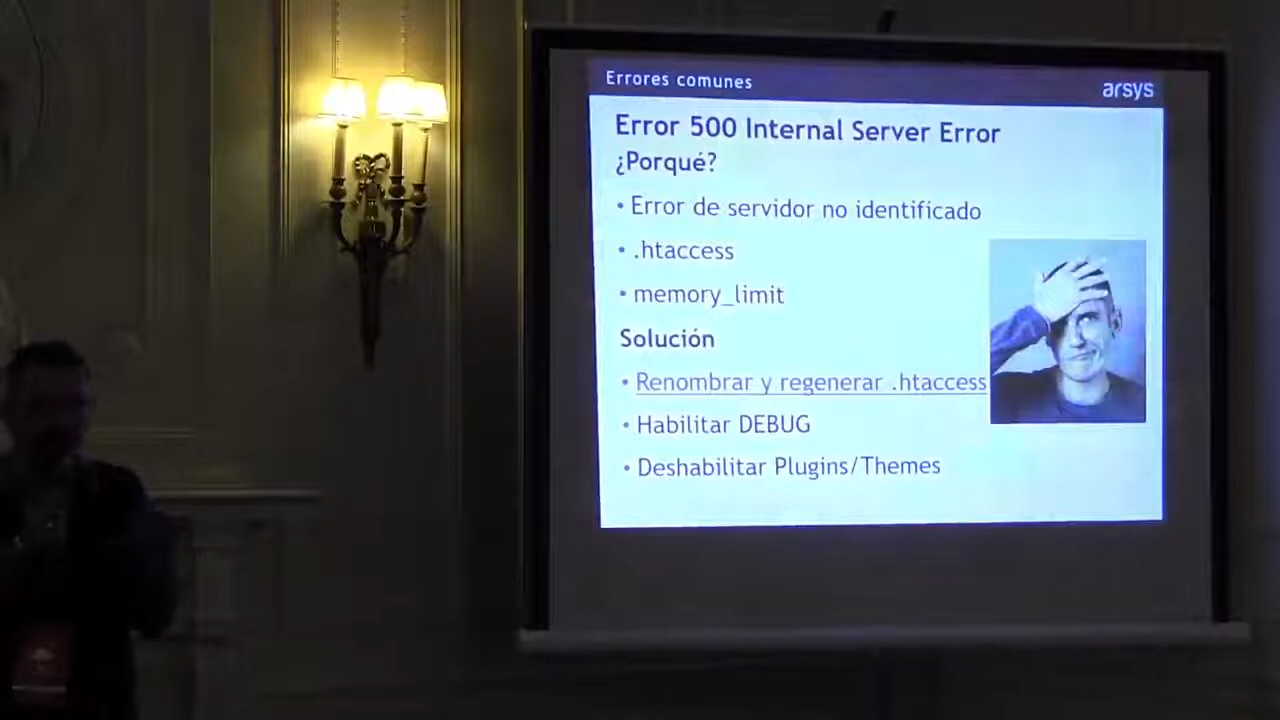 Errores comunes
arsys
Error 500 Internal Server Error
¿Porqué?
• Error de servidor no identificado
• .htaccess
• memory_limit
Solución
• Renombrar y regenerar .htaccess
• Habilitar DEBUG
• Deshabilitar Plugins/Themes